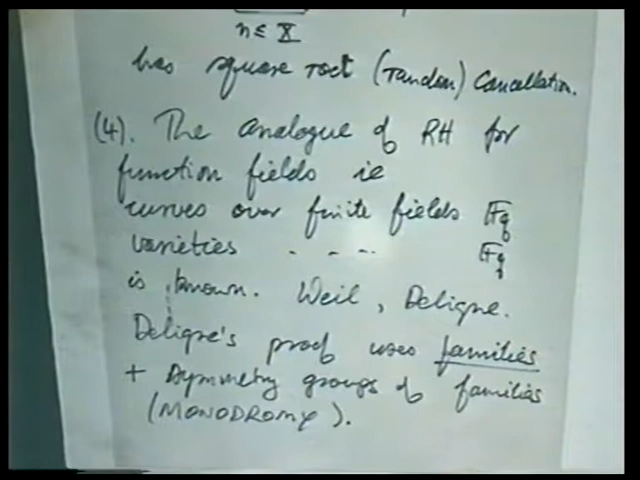 n ≤ X
has square root (random) cancellation.
(4). The analogue of RH for
function fields ie
curves over finite fields 𝔽q
varieties . . . . 𝔽q
is known. Weil, Deligne.
Deligne's proof uses families
+ symmetry groups of families
(MONODROMY).